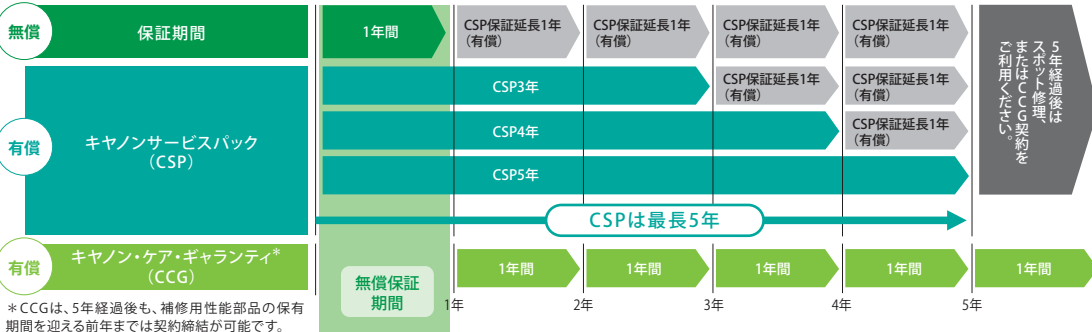 無償
保証期間
1年間
CSP保証延長1年
(有償)
CSP保証延長1年
(有償)
CSP保証延長1年
(有償)
CSP保証延長1年
(有償)
5年経過後は
スポット修理、
またはCCG契約を
ご利用ください。
有償
キヤノンサービスパック
(CSP)
CSP3年
CSP保証延長1年
(有償)
CSP保証延長1年
(有償)
CSP4年
CSP保証延長1年
(有償)
CSP5年
CSPは最長5年
有償
キヤノン・ケア・ギャランティ*
(CCG)
1年間
1年間
1年間
1年間
1年間
無償保証
期間
1年
2年
3年
4年
5年
*CCGは、5年経過後も、補修用性能部品の保有
期間を迎える前年までは契約締結が可能です。